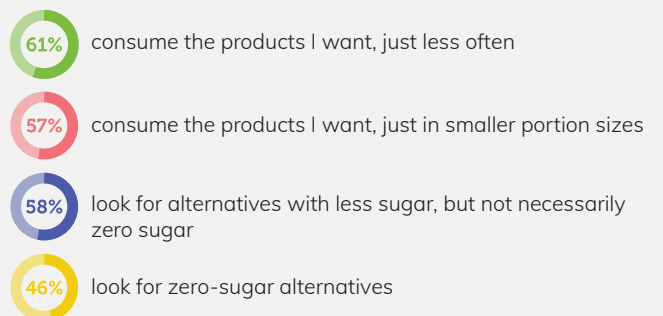 61% consume the products I want, just less often
57% consume the products I want, just in smaller portion sizes
58% look for alternatives with less sugar, but not necessarily
zero sugar
46% look for zero-sugar alternatives